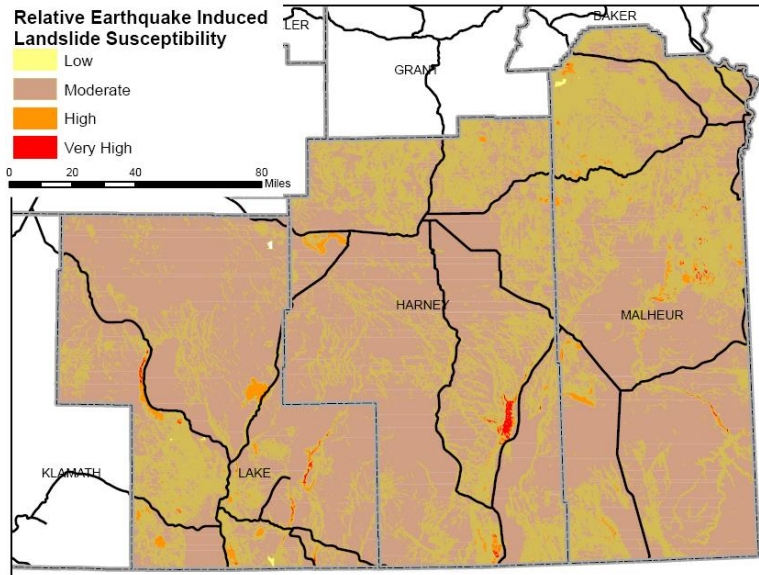 Relative Earthquake Induced
Landslide Susceptibility
Low
Moderate
High
Very High
0 40 80
Miles
LER
BAKER
GRANT
HARNEY
MALHEUR
KLAMATH
LAKE